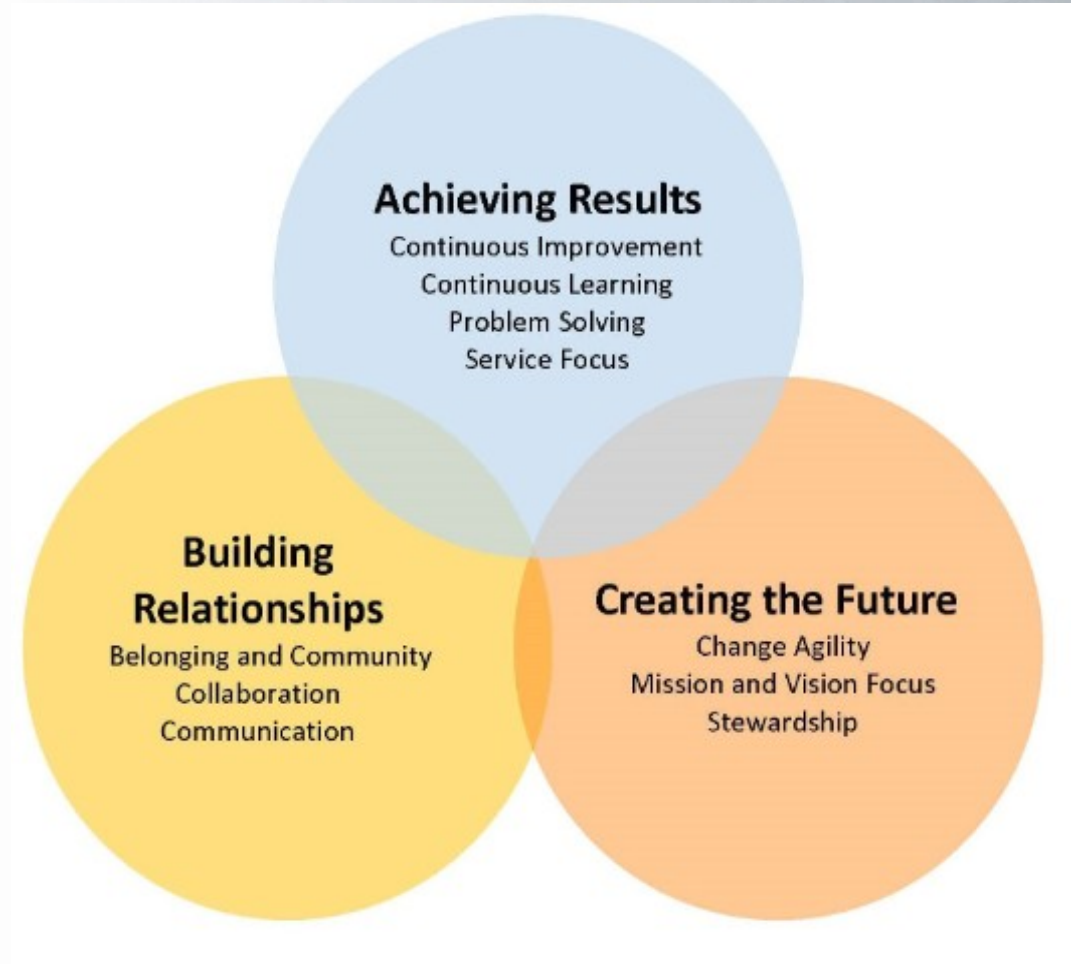 Achieving Results
Continuous Improvement
Continuous Learning
Problem Solving
Service Focus
Building
Relationships
Belonging and Community
Collaboration
Communication
Creating the Future
Change Agility
Mission and Vision Focus
Stewardship